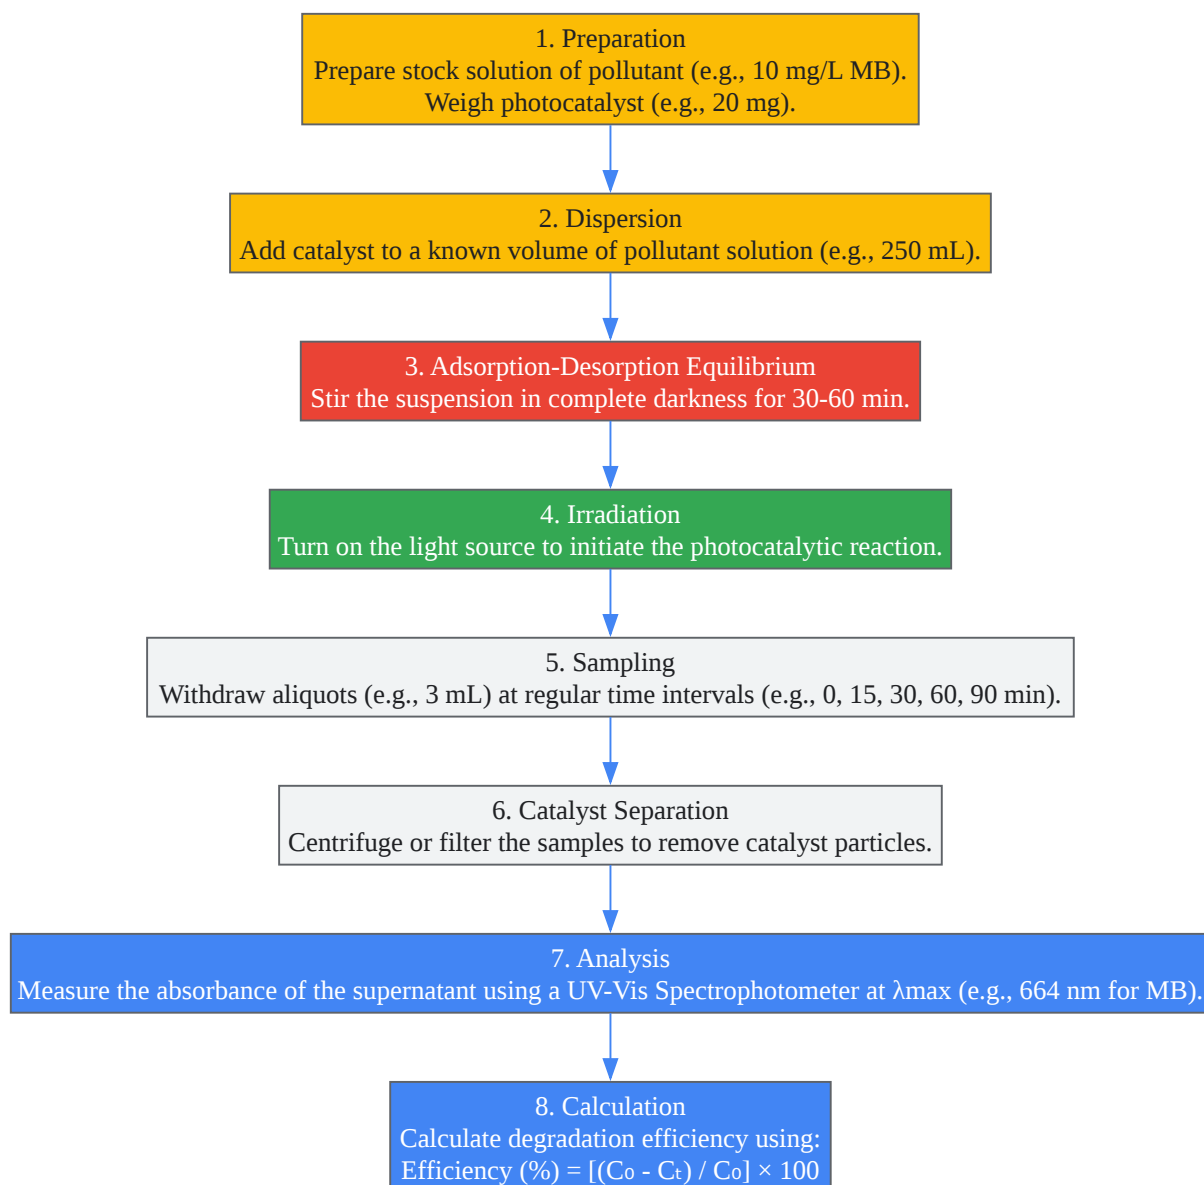 1. Preparation
Prepare stock solution of pollutant (e.g., 10 mg/L MB).
Weigh photocatalyst (e.g., 20 mg).
2. Dispersion
Add catalyst to a known volume of pollutant solution (e.g., 250 mL).
3. Adsorption-Desorption Equilibrium
Stir the suspension in complete darkness for 30-60 min.
4. Irradiation
Turn on the light source to initiate the photocatalytic reaction.
5. Sampling
Withdraw aliquots (e.g., 3 mL) at regular time intervals (e.g., 0, 15, 30, 60, 90 min).
6. Catalyst Separation
Centrifuge or filter the samples to remove catalyst particles.
7. Analysis
Measure the absorbance of the supernatant using a UV-Vis Spectrophotometer at λmax (e.g., 664 nm for MB).
8. Calculation
Calculate degradation efficiency using:
Efficiency (%) = [(C₀ - Cₜ) / C₀] × 100